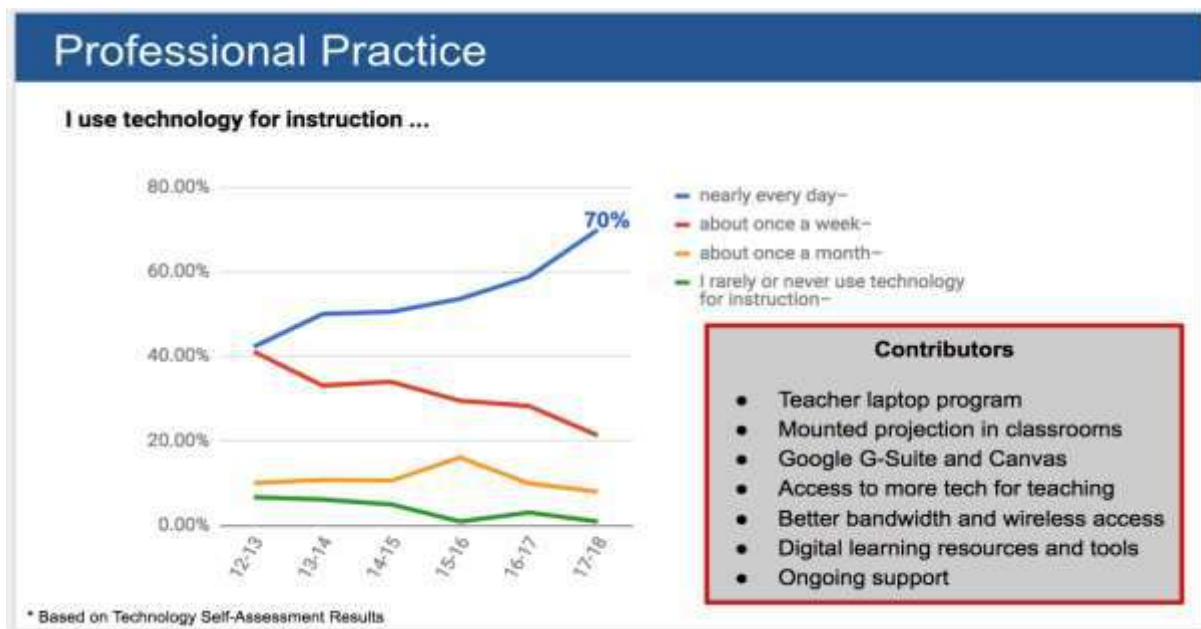 Professional Practice
I use technology for instruction ...
80.00%
60.00%
40.00%
20.00%
0.00%
70%
12-13
13-14
14-15
15-16
16-17
17-18
nearly every day–
about once a week–
about once a month–
I rarely or never use technology
for instruction–
Contributors
● Teacher laptop program
● Mounted projection in classrooms
● Google G-Suite and Canvas
● Access to more tech for teaching
● Better bandwidth and wireless access
● Digital learning resources and tools
● Ongoing support
* Based on Technology Self-Assessment Results